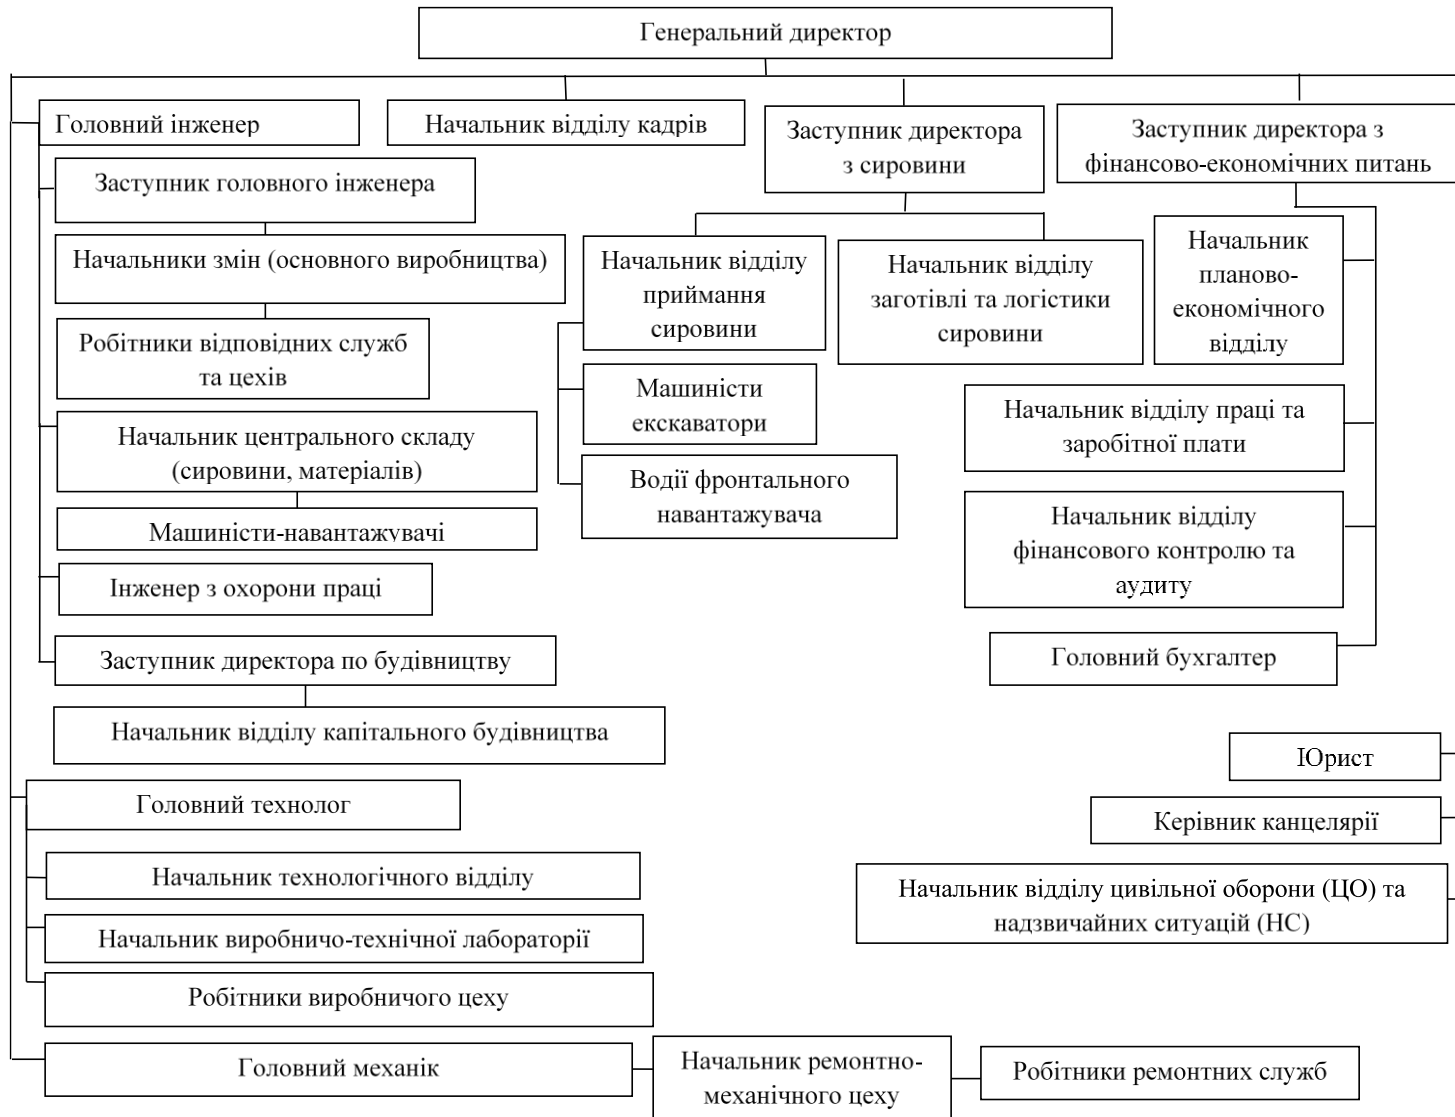 Генеральний директор
Головний інженер
Начальник відділу кадрів
Заступник директора
з сировини
Заступник директора з
фінансово-економічних питань
Заступник головного інженера
Начальники змін (основного виробництва)
Робітники відповідних служб
та цехів
Начальник центрального складу
(сировини, матеріалів)
Машиністи-навантажувачі
Інженер з охорони праці
Заступник директора по будівництву
Начальник відділу капітального будівництва
Начальник відділу
приймання
сировини
Машиністи
екскаватори
Водії фронтального
навантажувача
Начальник відділу
заготівлі та логістики
сировини
Начальник
планово-
економічного
відділу
Начальник відділу праці та
заробітної плати
Начальник відділу
фінансового контролю та
аудиту
Головний бухгалтер
Юрист
Керівник канцелярії
Начальник відділу цивільної оборони (ЦО) та
надзвичайних ситуацій (НС)
Головний технолог
Начальник технологічного відділу
Начальник виробничо-технічної лабораторії
Робітники виробничого цеху
Головний механік
Начальник ремонтно-
механічного цеху
Робітники ремонтних служб